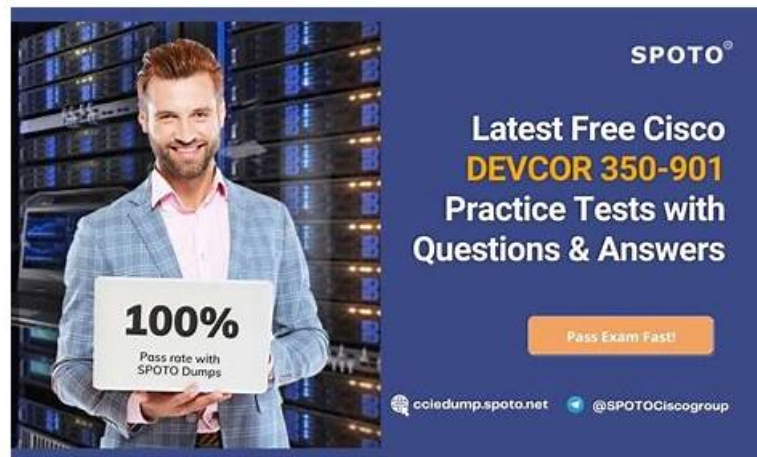 SPOTO®
Latest Free Cisco
DEVCOR 350-901
Practice Tests with
Questions & Answers
100%
Pass rate with
SPOTO Dumps
Pass Exam Fast!
cciedump.spoto.net @SPOTOCiscogroup